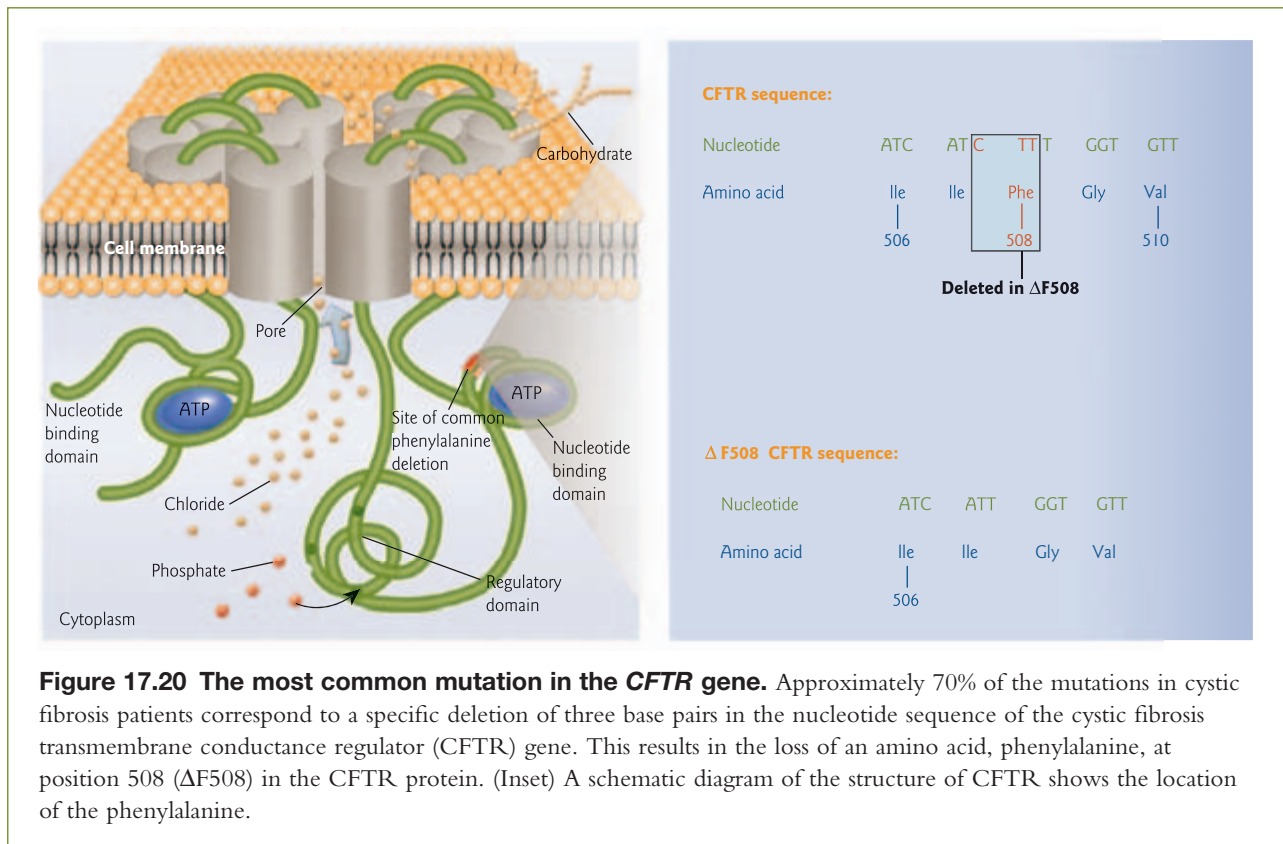 Carbohydrate
Cell membrane
Pore
ATP
Nucleotide
binding
domain
Chloride
Phosphate
Cytoplasm
Site of common
phenylalanine
deletion
ATP
Nucleotide
binding
domain
Regulatory
domain
CFTR sequence:
Nucleotide ATC ATC TTT GGT GTT
Amino acid Ile Ile Phe Gly Val
506 508 510
Deleted in ΔF508
Δ F508 CFTR sequence:
Nucleotide ATC ATT GGT GTT
Amino acid Ile Ile Gly Val
506
Figure 17.20 The most common mutation in the CFTR gene. Approximately 70% of the mutations in cystic
fibrosis patients correspond to a specific deletion of three base pairs in the nucleotide sequence of the cystic fibrosis
transmembrane conductance regulator (CFTR) gene. This results in the loss of an amino acid, phenylalanine, at
position 508 (ΔF508) in the CFTR protein. (Inset) A schematic diagram of the structure of CFTR shows the location
of the phenylalanine.